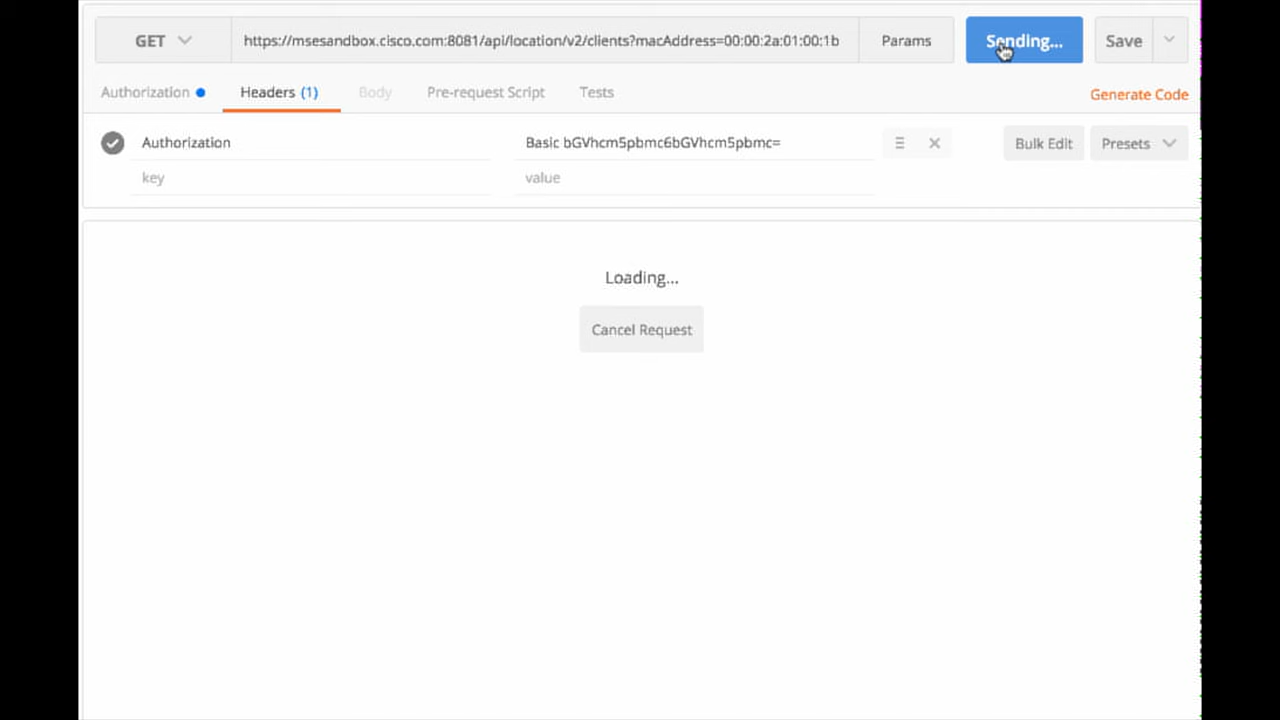 GET https://msesandbox.cisco.com:8081/api/location/v2/clients?macAddress=00:00:2a:01:00:1b Params Sending... Save
Authorization Headers (1) Body Pre-request Script Tests Generate Code
Authorization Basic bGVhcm5pbmc6bGVhcm5pbmc= Bulk Edit Presets
key value
Loading...
Cancel Request